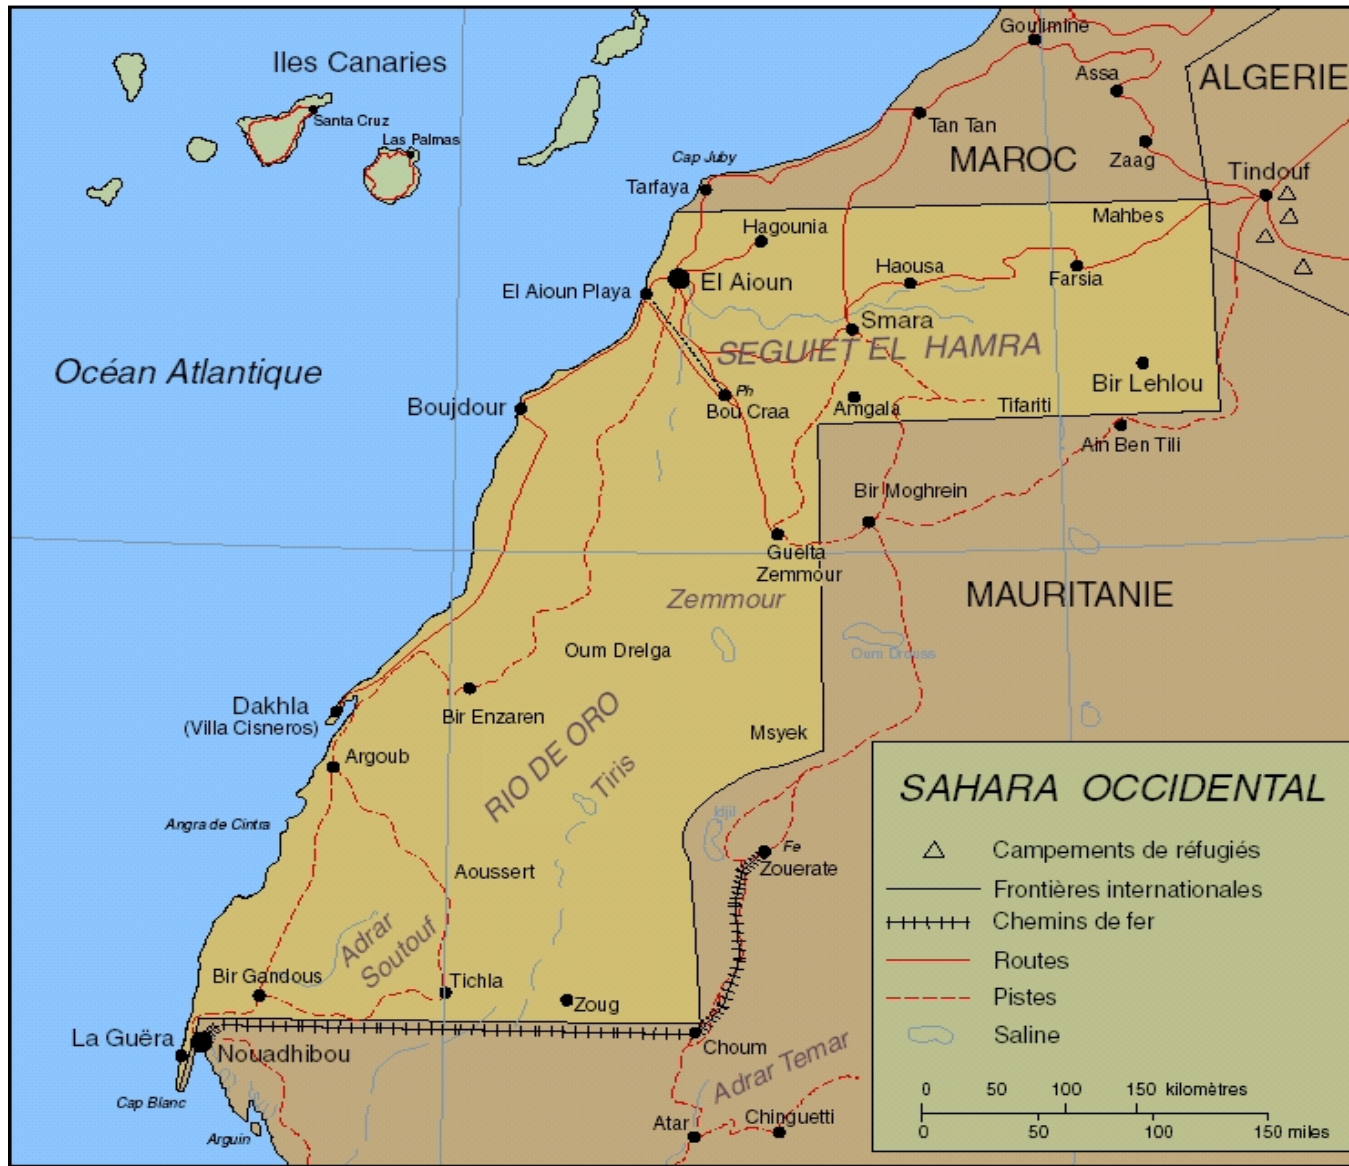 Goulimine
Iles Canaries
Assa
ALGERIE
Santa Cruz
Tan Tan
Las Palmas
Cap Juby
MAROC
Zaag
Tindouf
Tarfaya
Mahbes
Hagounia
Haousa
Farsia
El Aioun
El Aioun Playa
Smara
SEGUIET EL HAMRA
Océan Atlantique
Bir Lehlou
Ph
Boujdour
Bou Craa
Amgala
Tifariti
Ain Ben Tili
Bir Moghrein
Guelta
Zemmour
Zemmour
MAURITANIE
Oum Drelga
Oum Drouss
Dakhla
(Villa Cisneros)
Bir Enzaren
RIO DE ORO
Msyek
Argoub
Tiris
SAHARA OCCIDENTAL
Angra de Cintra
Idjil
Fe
Zouerate
Campements de réfugiés
Aoussert
Frontières internationales
Chemins de fer
Adrar
Soutouf
Routes
Bir Gandous
Tichla
Zoug
Pistes
La Guëra
Nouadhibou
Choum
Saline
Adrar Temar
Cap Blanc
0 50 100 150 kilomètres
Atar
Chinguetti
Arguin
0 50 100 150 miles